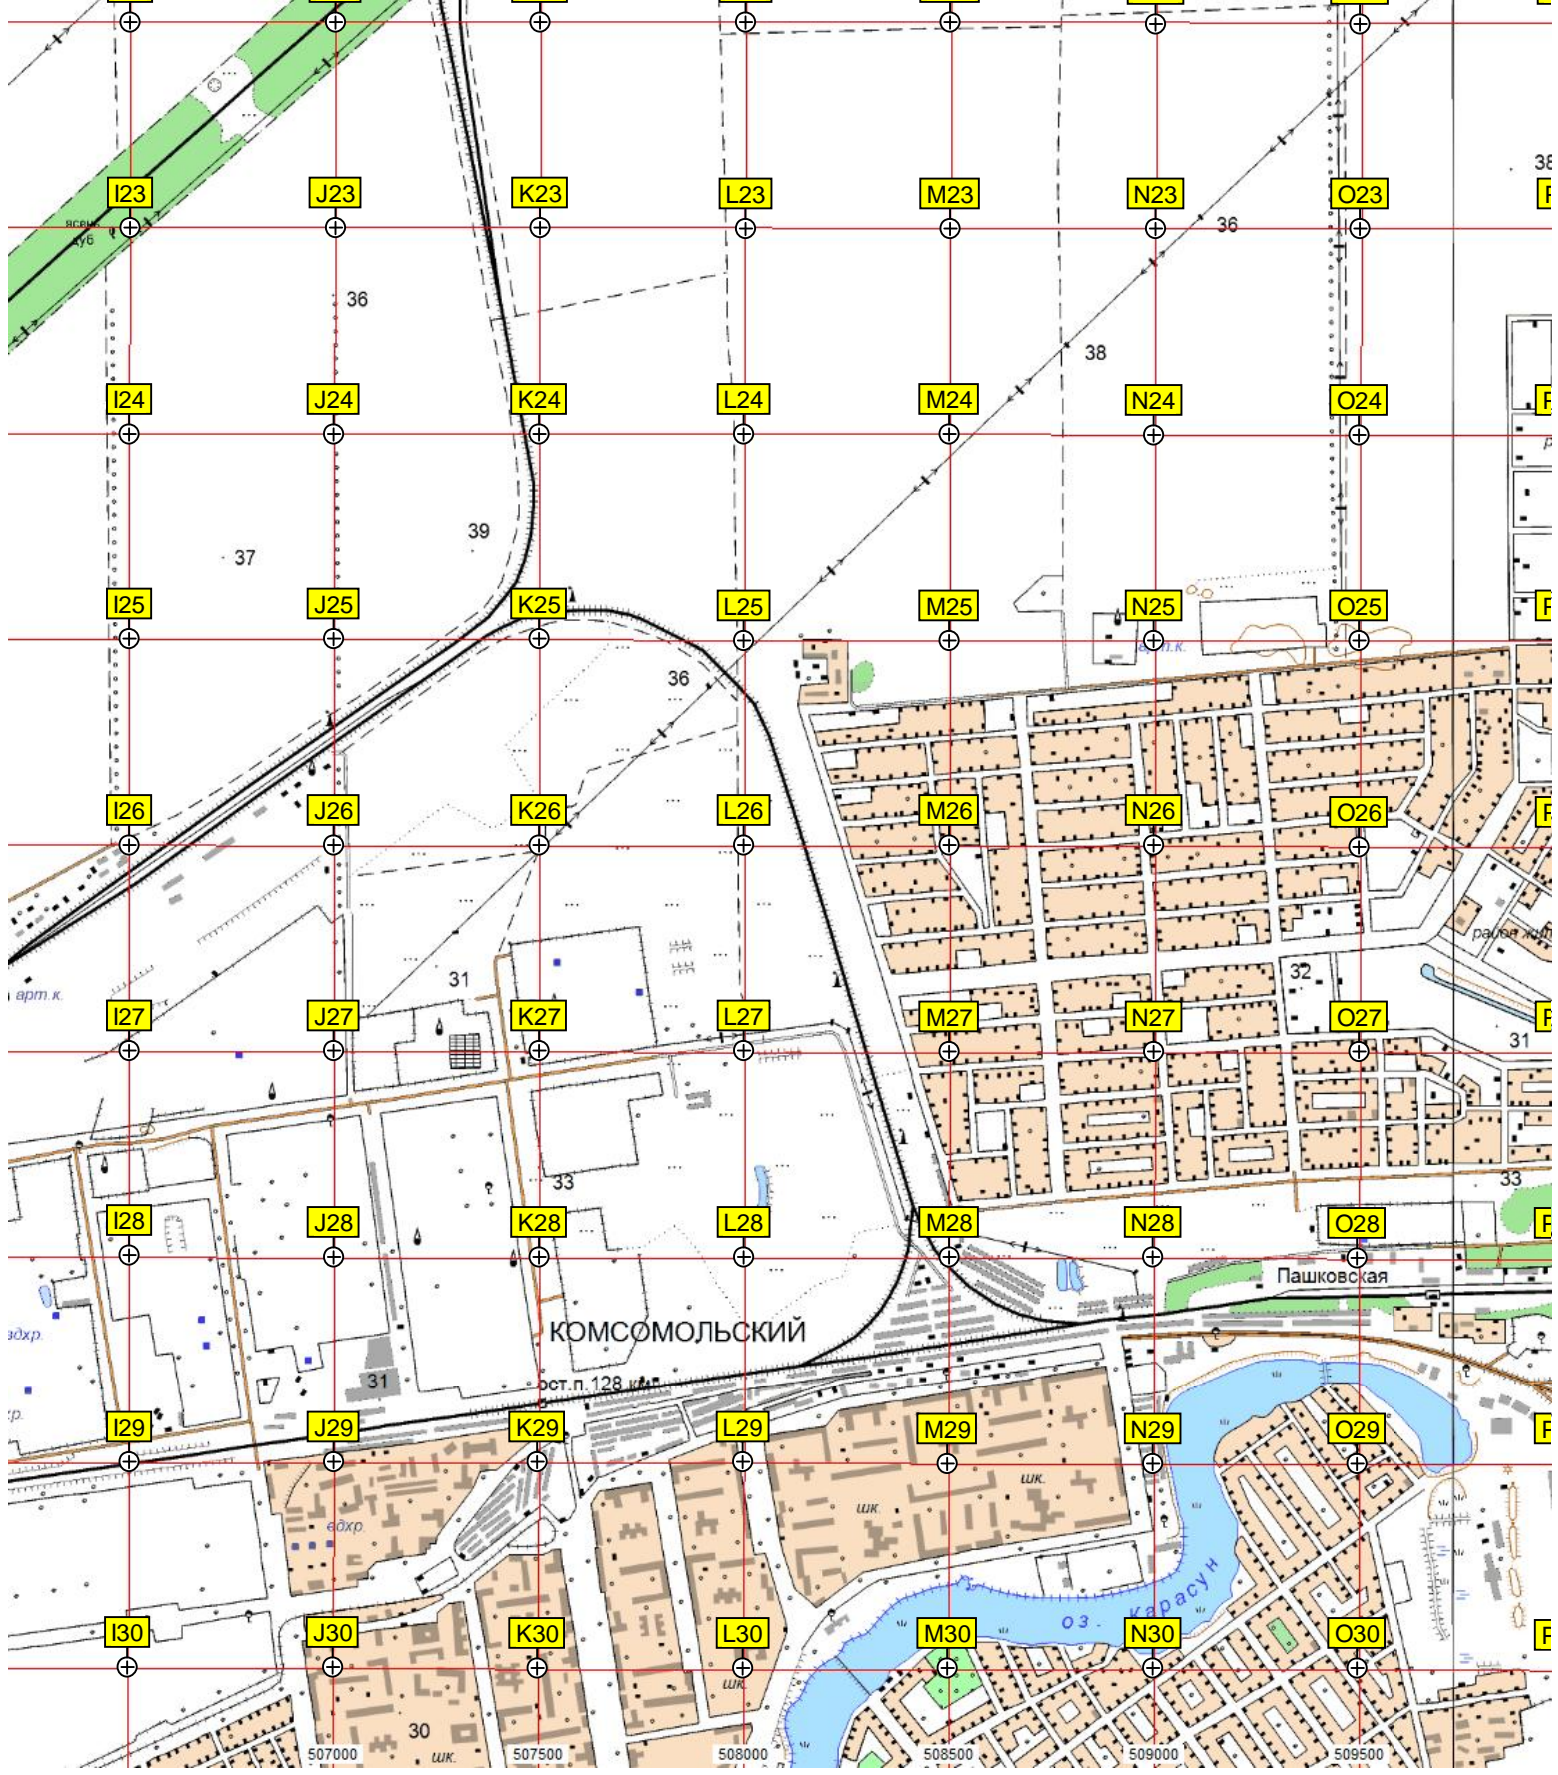 I23 J23 K23 L23 M23 N23 O23
38
36
ясень
дуб
36
38
I24 J24 K24 L24 M24 N24 O24
39
37
I25 J25 K25 L25 M25 N25 O25
арт.к.
36
I26 J26 K26 L26 M26 N26 O26
31
32
арт.к.
I27 J27 K27 L27 M27 N27 O27
31
33
33
I28 J28 K28 L28 M28 N28 O28
Пашковская
КОМСОМОЛЬСКИЙ
31
ост.п. 128 км
I29 J29 K29 L29 M29 N29 O29
шк.
шк.
вдхр.
оз. Карасун
I30 J30 K30 L30 M30 N30 O30
шк.
30
шк.
507000 507500 508000 508500 509000 509500